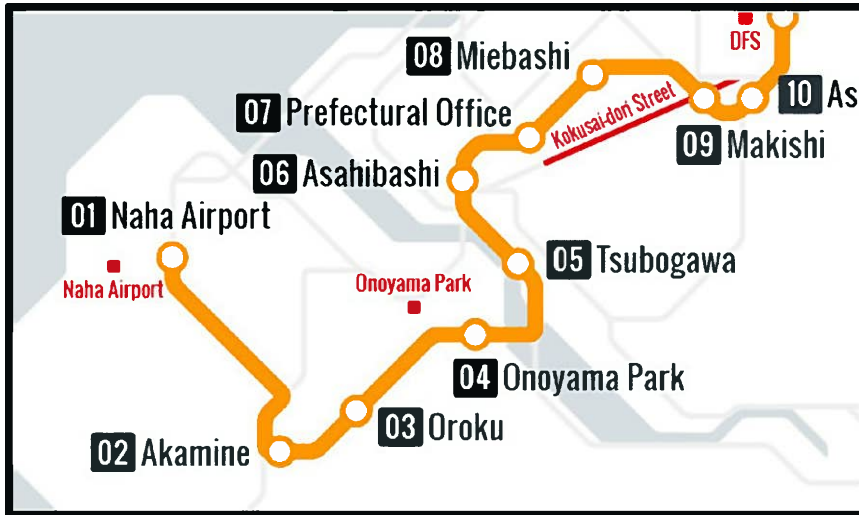 DFS
08 Miebashi
10 As
07 Prefectural Office
Kokusai-dori Street
09 Makishi
06 Asahibashi
01 Naha Airport
05 Tsubogawa
Naha Airport
Onoyama Park
04 Onoyama Park
03 Oroku
02 Akamine